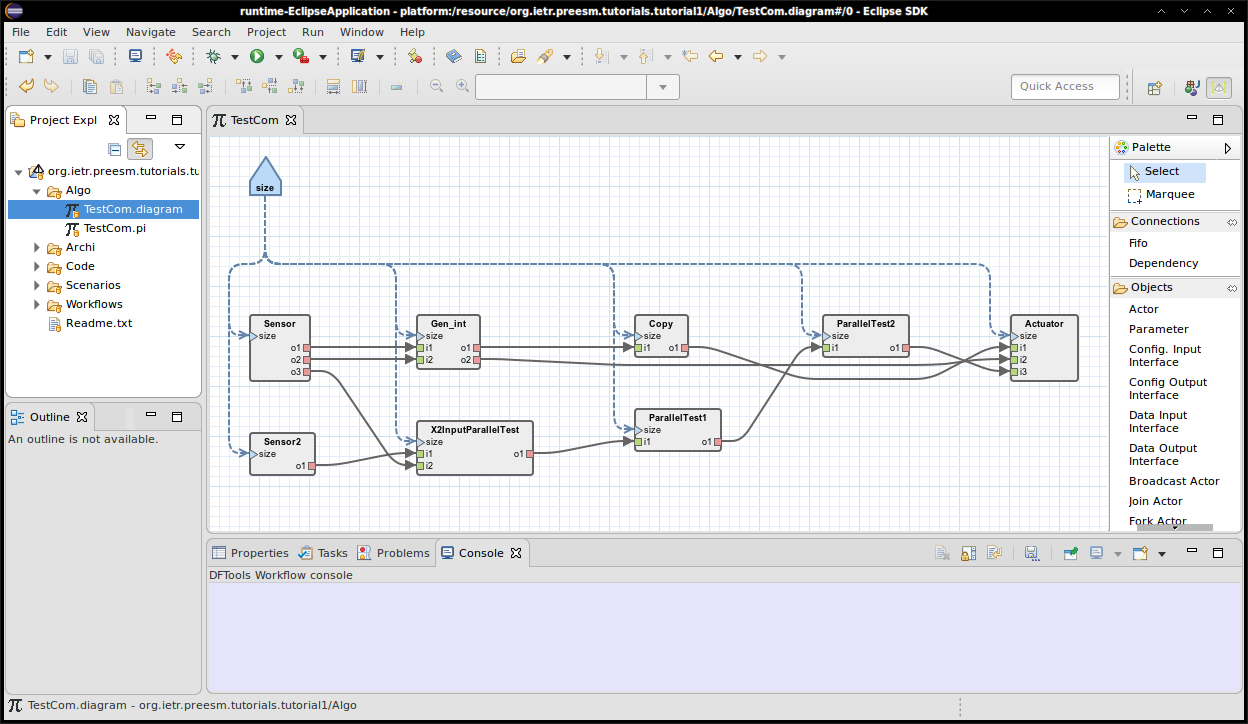 runtime-EclipseApplication - platform:/resource/org.ietr.preesm.tutorials.tutorial1/Algo/TestCom.diagram#/0 - Eclipse SDK
File Edit View Navigate Search Project Run Window Help
Quick Access
Project Expl
org.ietr.preesm.tutorials.tu
Algo
TestCom.diagram
TestCom.pi
Archi
Code
Scenarios
Workflows
Readme.txt
Outline
An outline is not available.
TestCom
size
Sensor
size
o1
o2
o3
Gen_int
size
i1 o1
i2 o2
Copy
size
i1 o1
ParallelTest2
size
i1 o1
Actuator
size
i1
i2
i3
Sensor2
size
o1
X2InputParallelTest
size
i1 o1
i2
ParallelTest1
size
i1 o1
Palette
Select
Marquee
Connections
Fifo
Dependency
Objects
Actor
Parameter
Config. Input
Interface
Config Output
Interface
Data Input
Interface
Data Output
Interface
Broadcast Actor
Join Actor
Fork Actor
Properties Tasks Problems Console
DFTools Workflow console
TestCom.diagram - org.ietr.preesm.tutorials.tutorial1/Algo